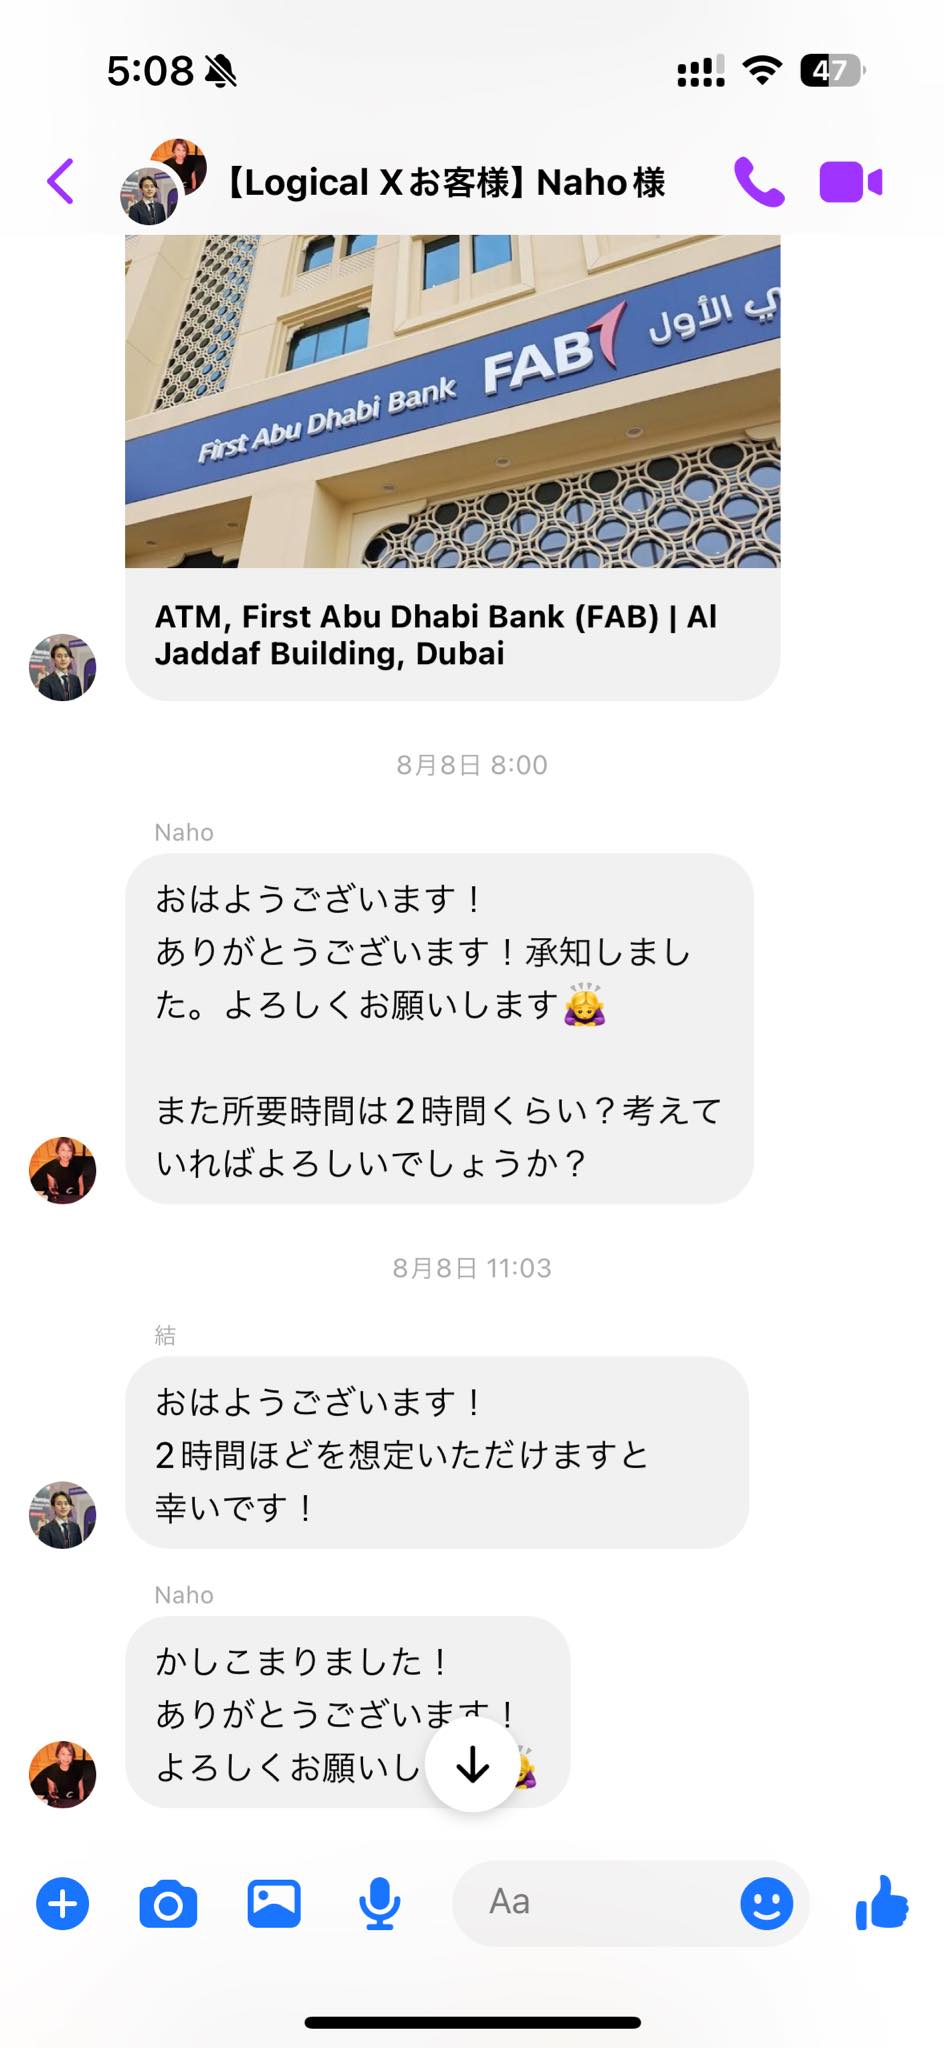 5:08
47
【Logical Xお客様】Naho様
First Abu Dhabi Bank FAB ي الأول
ATM, First Abu Dhabi Bank (FAB) | Al
Jaddaf Building, Dubai
8月8日 8:00
Naho
おはようございます！
ありがとうございます！承知しまし
た。よろしくお願いします🙇‍♀️
また所要時間は2時間くらい？考えて
いればよろしいでしょうか？
8月8日 11:03
結
おはようございます！
2時間ほどを想定いただけますと
幸いです！
Naho
かしこまりました！
ありがとうございます！
よろしくお願いし
Aa